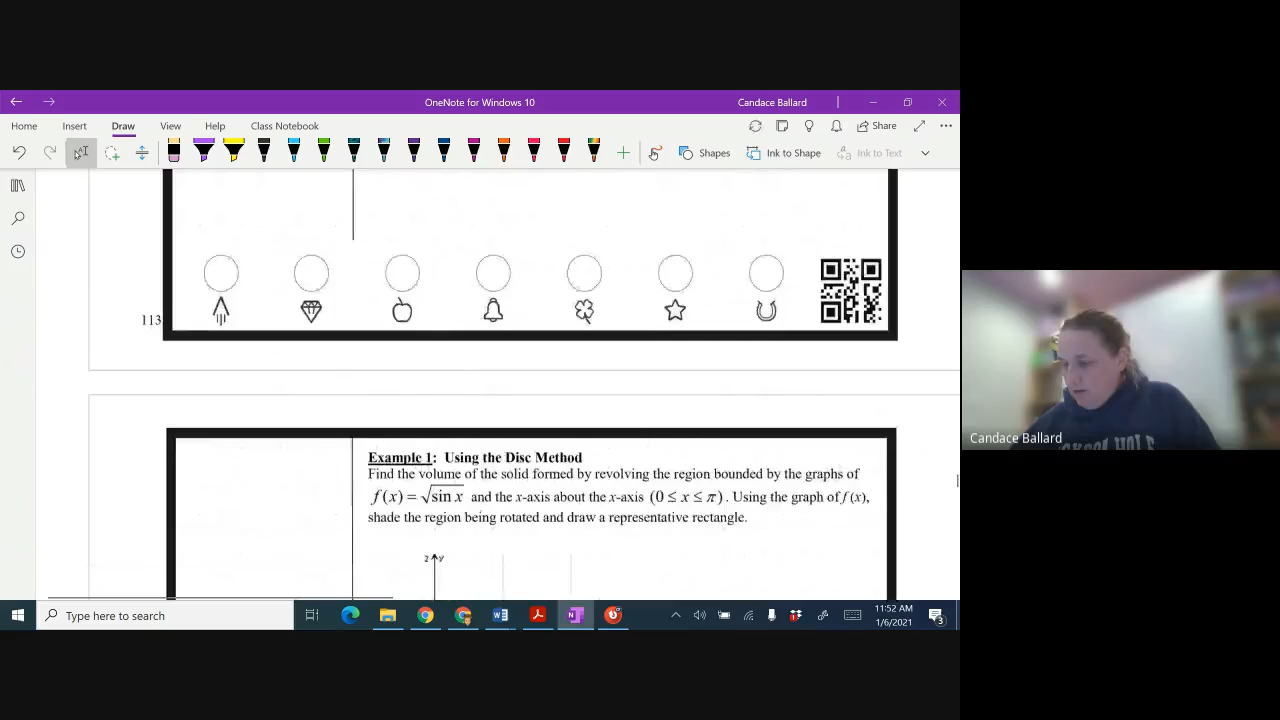 OneNote for Windows 10
Candace Ballard
Home
Insert
Draw
View
Help
Class Notebook
Share
Shapes
Ink to Shape
Ink to Text
113
Example 1: Using the Disc Method
Find the volume of the solid formed by revolving the region bounded by the graphs of
f(x) = √sin x and the x-axis about the x-axis (0 ≤ x ≤ π). Using the graph of f(x),
shade the region being rotated and draw a representative rectangle.
2
y
Candace Ballard
Type here to search
11:52 AM
1/6/2021
3